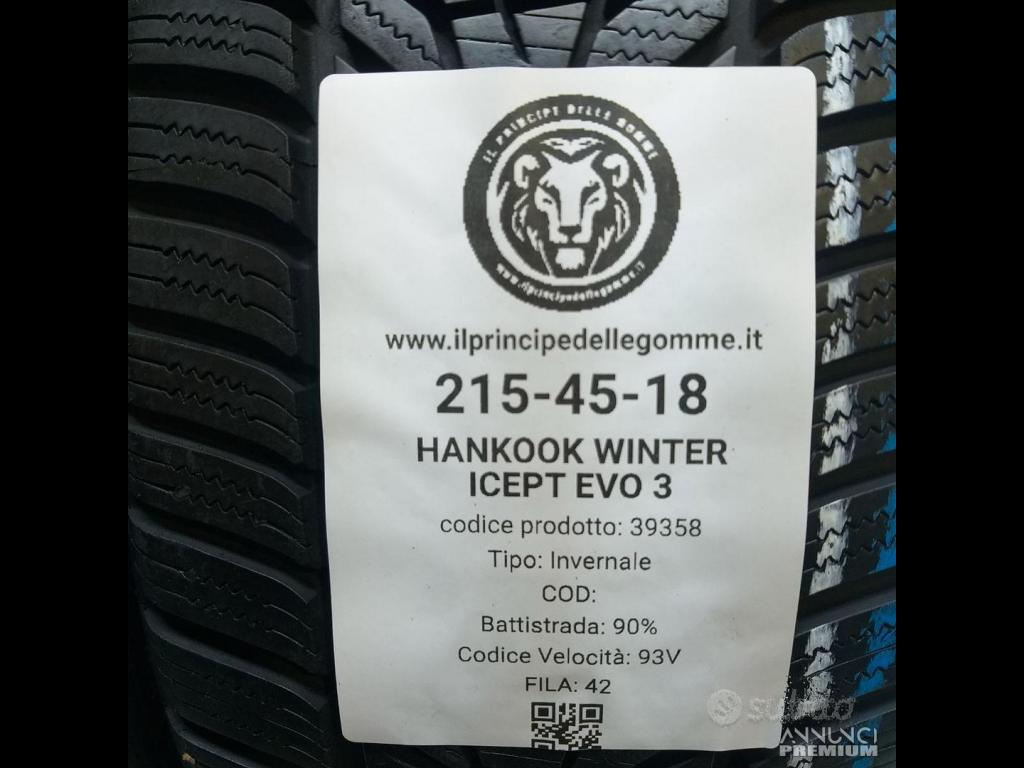 IL PRINCIPE DELLE GOMME
www.ilprincipedellegomme.it
www.ilprincipedellegomme.it
215-45-18
HANKOOK WINTER
ICEPT EVO 3
codice prodotto: 39358
Tipo: Invernale
COD:
Battistrada: 90%
Codice Velocità: 93V
FILA: 42
subito
ANNUNCI
PREMIUM